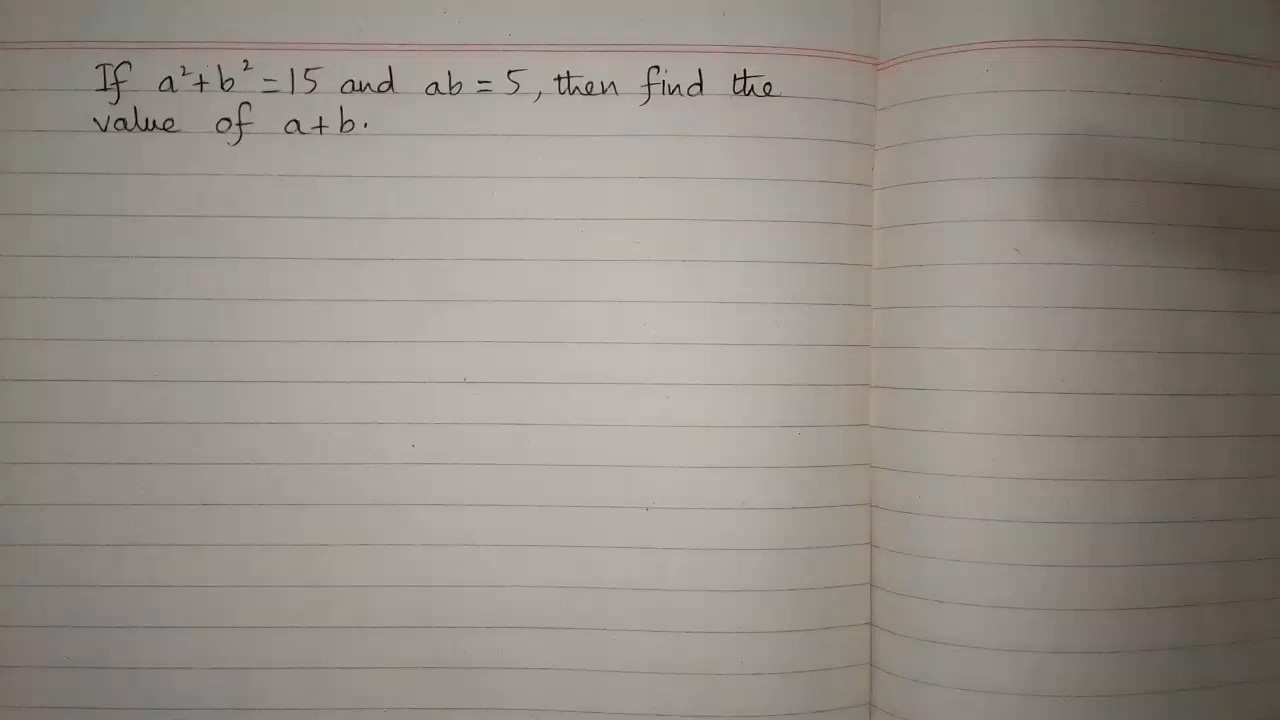 If a²+b²=15 and ab=5, then find the
value of a+b.